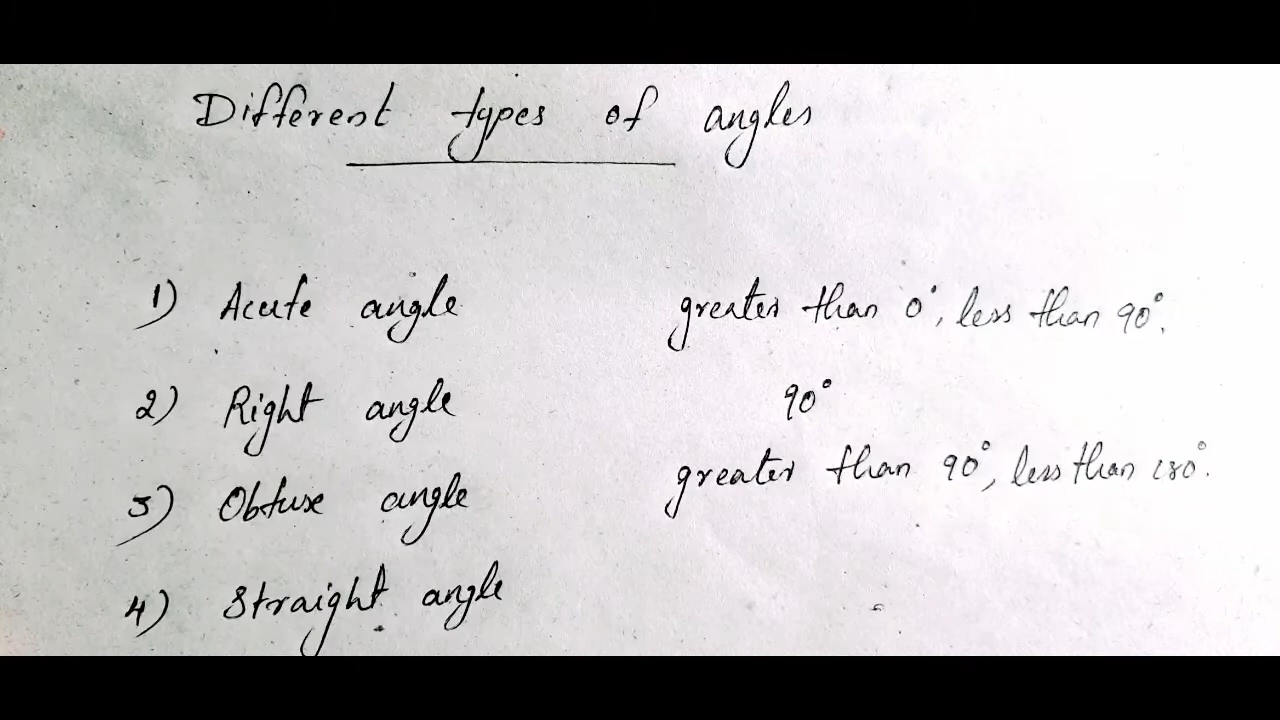 Different types of angles
1) Acute angle greater than 0°, less than 90°.
2) Right angle 90°
3) Obtuse angle greater than 90°, less than 180°.
4) Straight angle